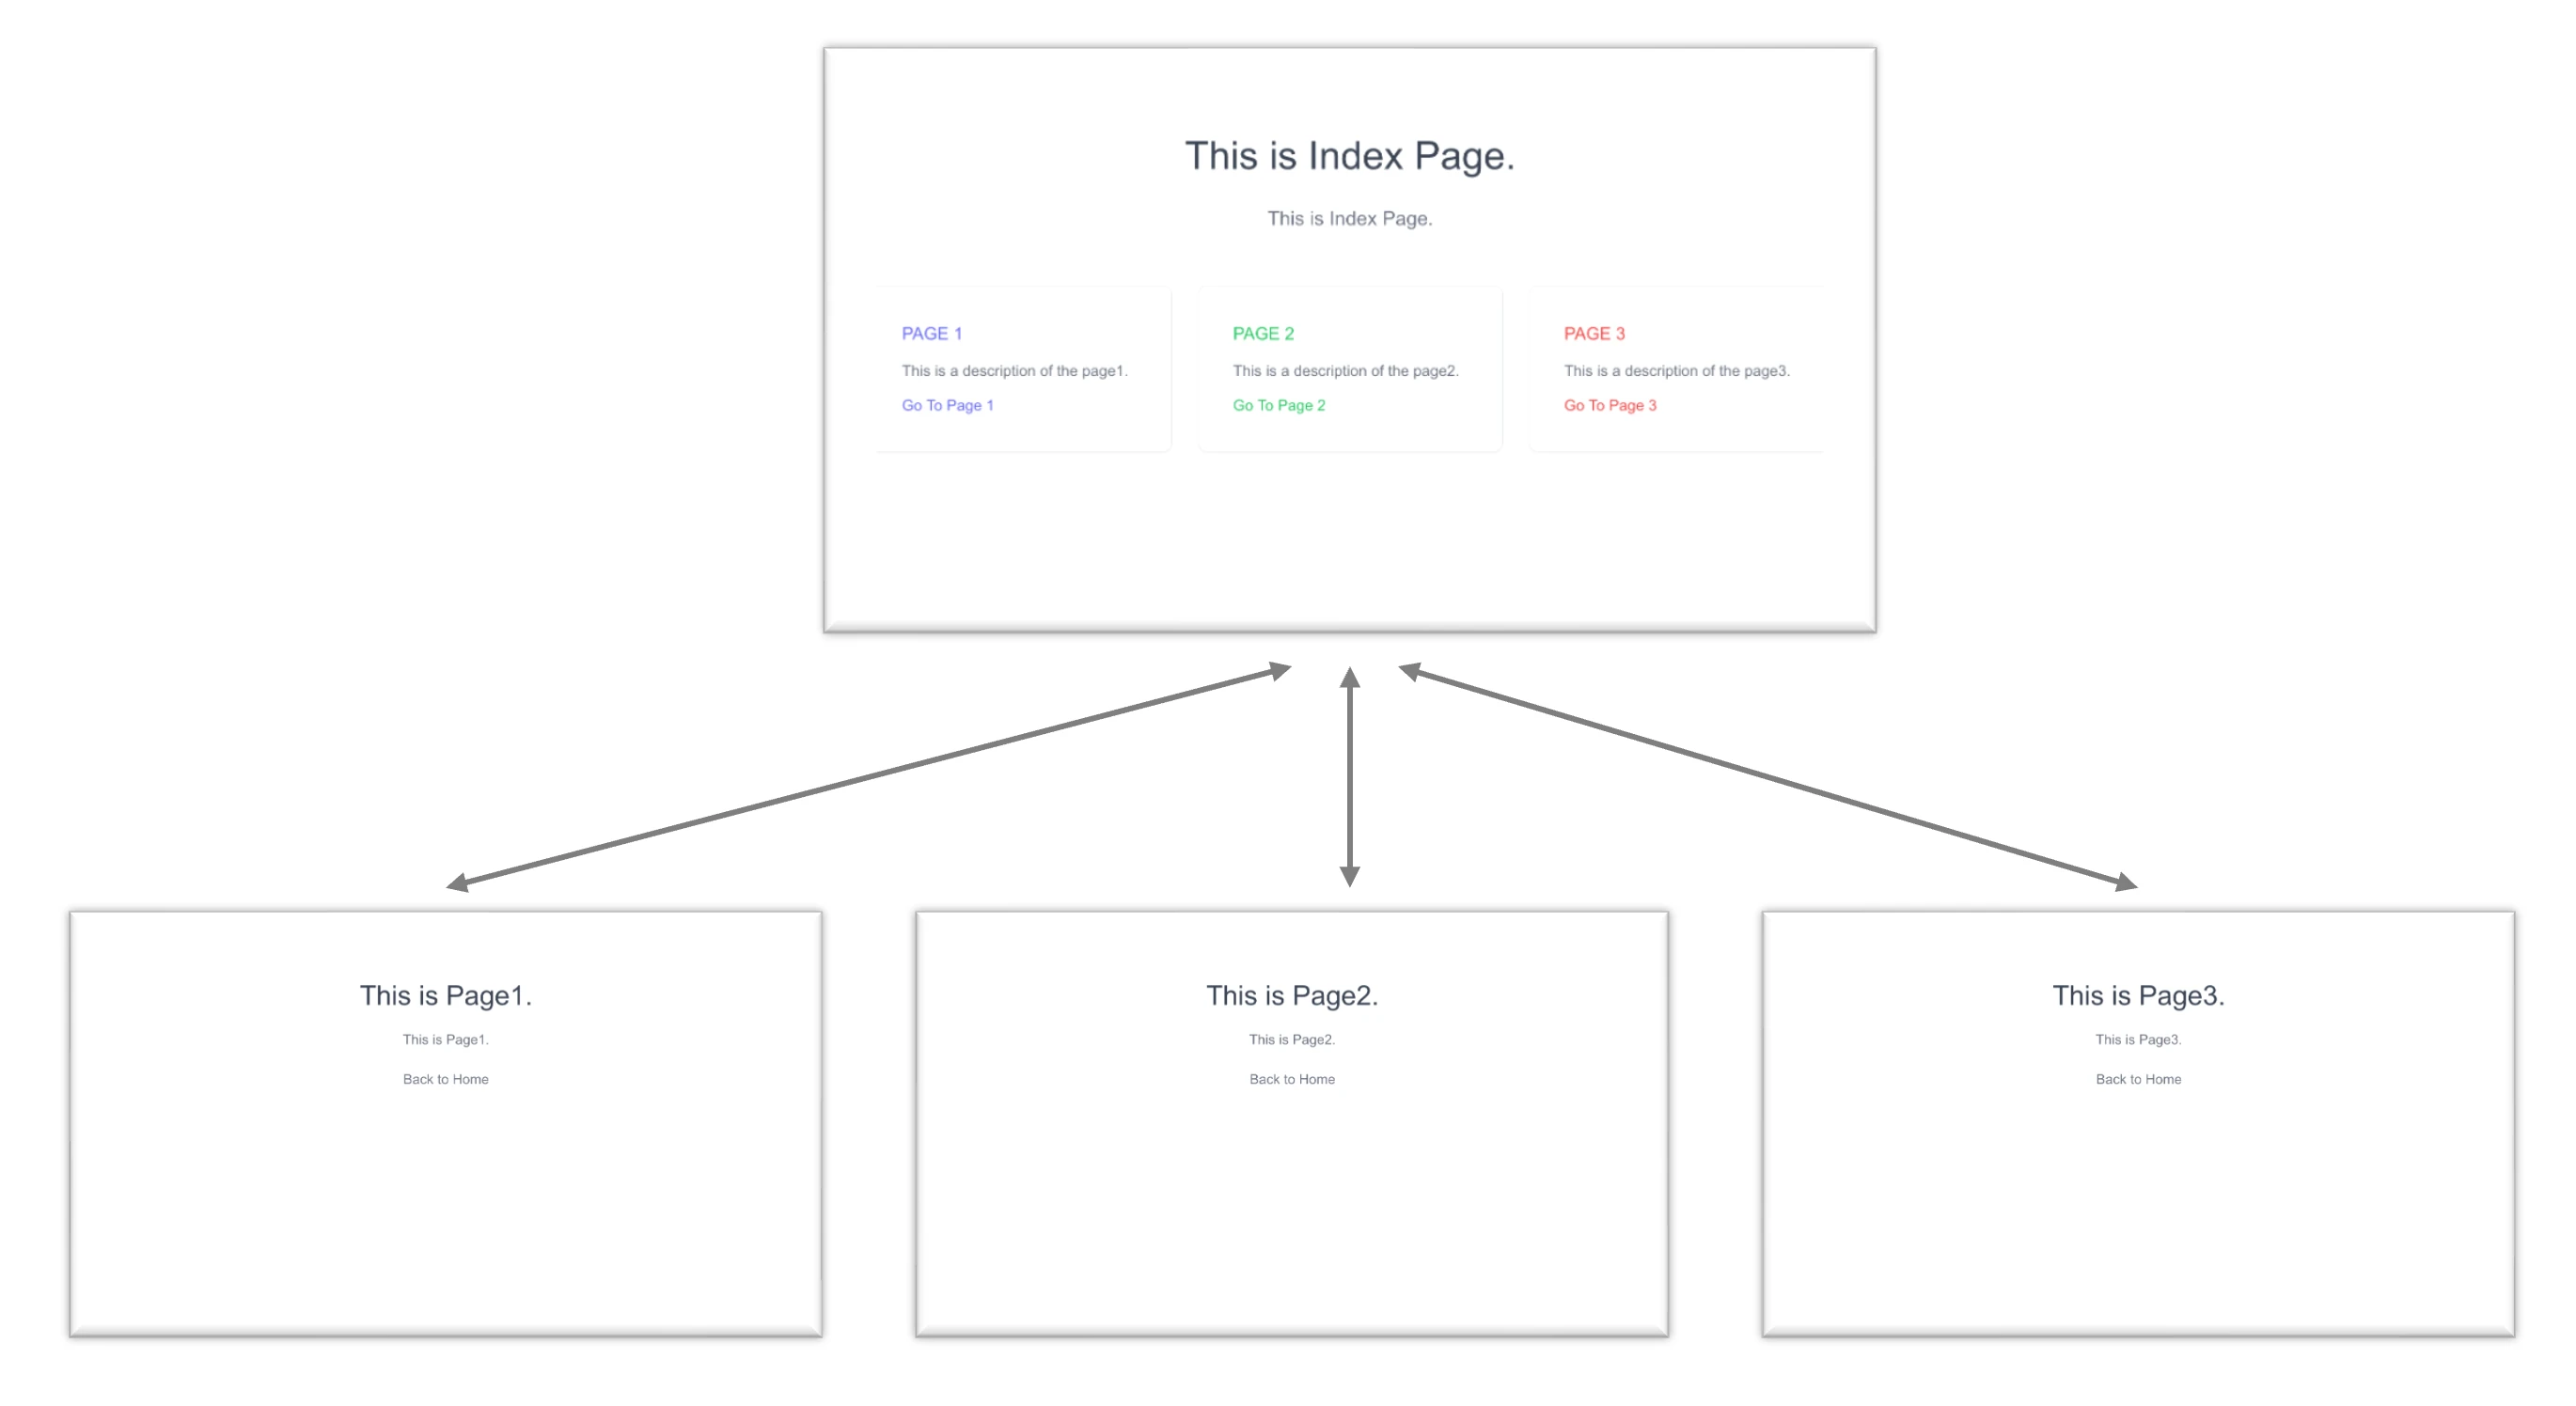 This is Index Page.
This is Index Page.
PAGE 1
This is a description of the page1.
Go To Page 1
PAGE 2
This is a description of the page2.
Go To Page 2
PAGE 3
This is a description of the page3.
Go To Page 3
This is Page1.
This is Page1.
Back to Home
This is Page2.
This is Page2.
Back to Home
This is Page3.
This is Page3.
Back to Home